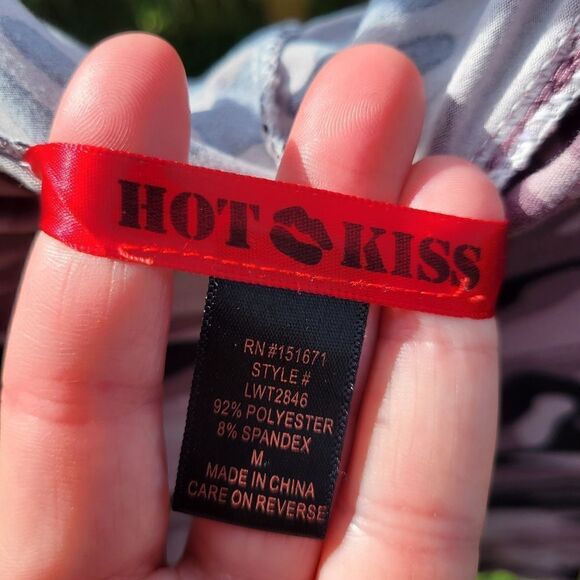 HOT KISS
RN #151671
STYLE #
LWT2846
92% POLYESTER
8% SPANDEX
M
MADE IN CHINA
CARE ON REVERSE